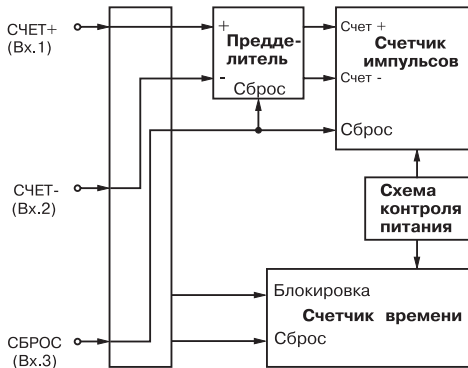 СЧЕТ+
(Вх.1)
+
-
Предде-
литель
Сброс
Счет +
Счет -
Счетчик
импульсов
Сброс
СЧЕТ-
(Вх.2)
Схема
контроля
питания
Блокировка
Счетчик времени
Сброс
СБРОС
(Вх.3)